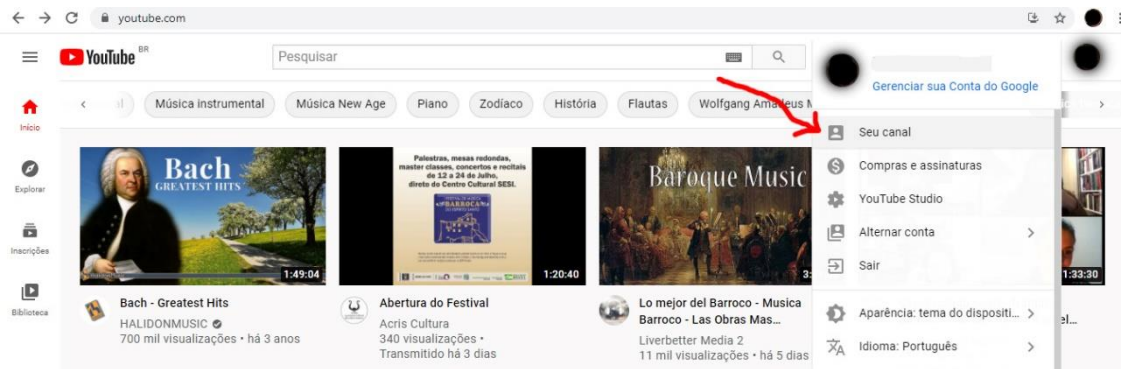 youtube.com
YouTube BR
Pesquisar
Gerenciar sua Conta do Google
Música instrumental
Música New Age
Piano
Zodíaco
História
Flautas
Wolfgang Amadeus M
Início
Explorar
Inscrições
Biblioteca
Bach
GREATEST HITS
1:49:04
Bach - Greatest Hits
HALIDONMUSIC
700 mil visualizações • há 3 anos
Palestras, mesas redondas,
master classes, concertos e recitais
de 12 a 24 de Julho,
direto do Centro Cultural SESI.
BARROCA
1:20:40
Abertura do Festival
Acris Cultura
340 visualizações •
Transmitido há 3 dias
Baroque Music
3:
Lo mejor del Barroco - Musica
Barroco - Las Obras Mas...
Liverbetter Media 2
11 mil visualizações • há 5 dias
Seu canal
Compras e assinaturas
YouTube Studio
Alternar conta
Sair
Aparência: tema do dispositi...
Idioma: Português
1:33:30
el...